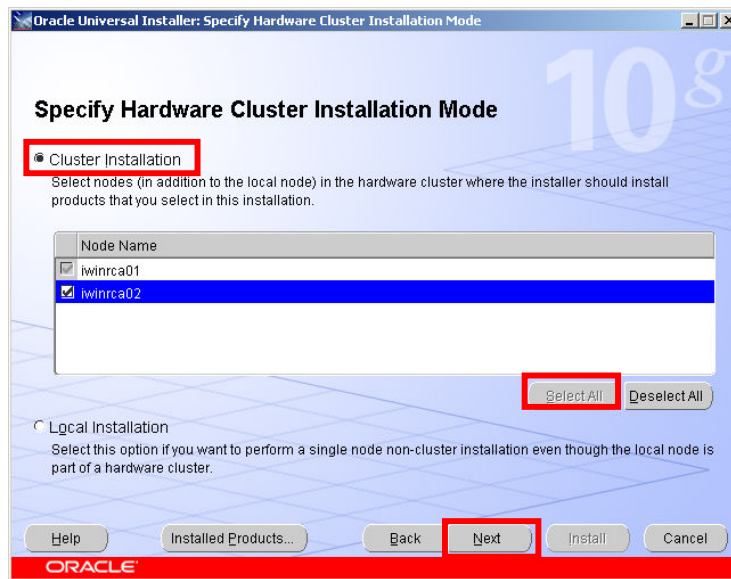 Oracle Universal Installer: Specify Hardware Cluster Installation Mode
10g
Specify Hardware Cluster Installation Mode
Cluster Installation
Select nodes (in addition to the local node) in the hardware cluster where the installer should install
products that you select in this installation.
Node Name
iwinrca01
iwinrca02
Select All Deselect All
Local Installation
Select this option if you want to perform a single node non-cluster installation even though the local node is
part of a hardware cluster.
Help Installed Products... Back Next Install Cancel
ORACLE